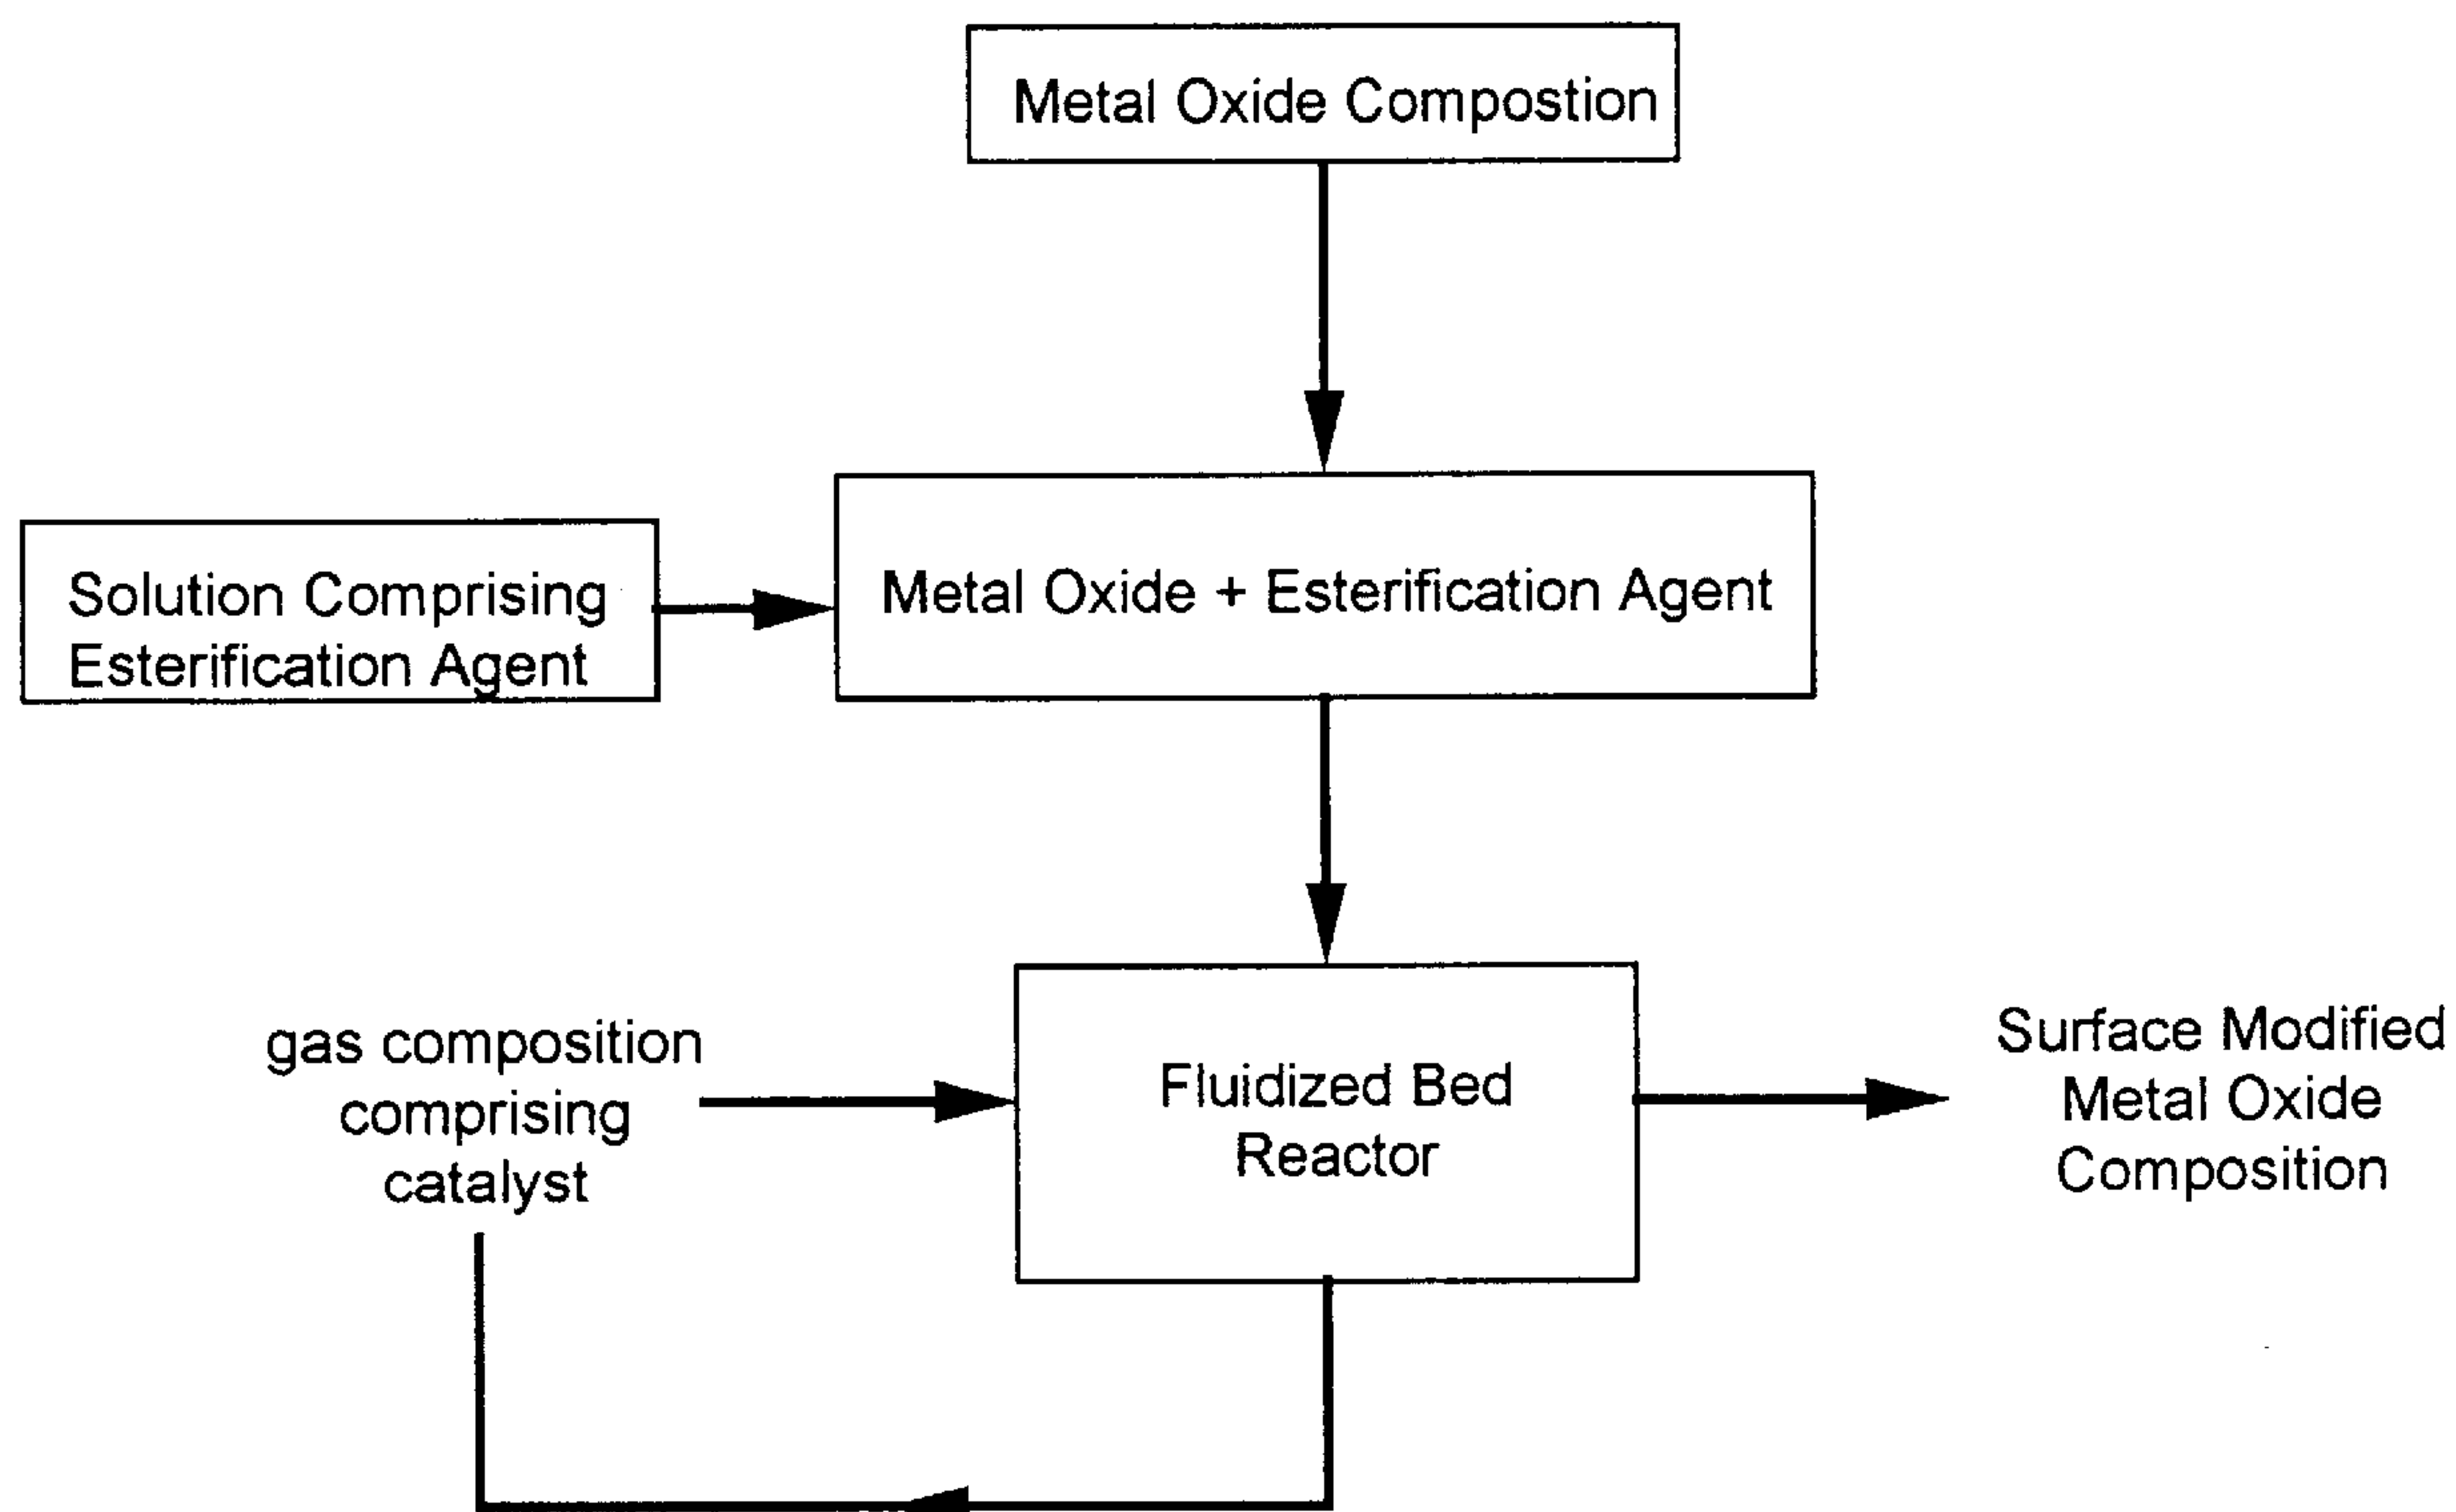 Metal Oxide Compostion
Solution Comprising
Esterification Agent
Metal Oxide + Esterification Agent
gas composition
comprising
catalyst
Fluidized Bed
Reactor
Surface Modified
Metal Oxide
Composition